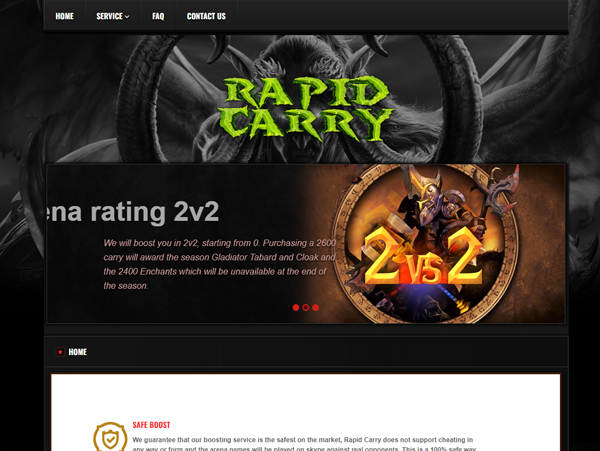 HOME SERVICE FAQ CONTACT US
RAPID
CARRY
ena rating 2v2
We will boost you in 2v2, starting from 0. Purchasing a 2600
carry will award the season Gladiator Tabard and Cloak and
the 2400 Enchants which will be unavailable at the end of
the season.
2 vs 2
HOME
SAFE BOOST
We guarantee that our boosting service is the safest on the market, Rapid Carry does not support cheating in
any way or form and the arena games will be played on skype against real opponents. This is a 100% safe way